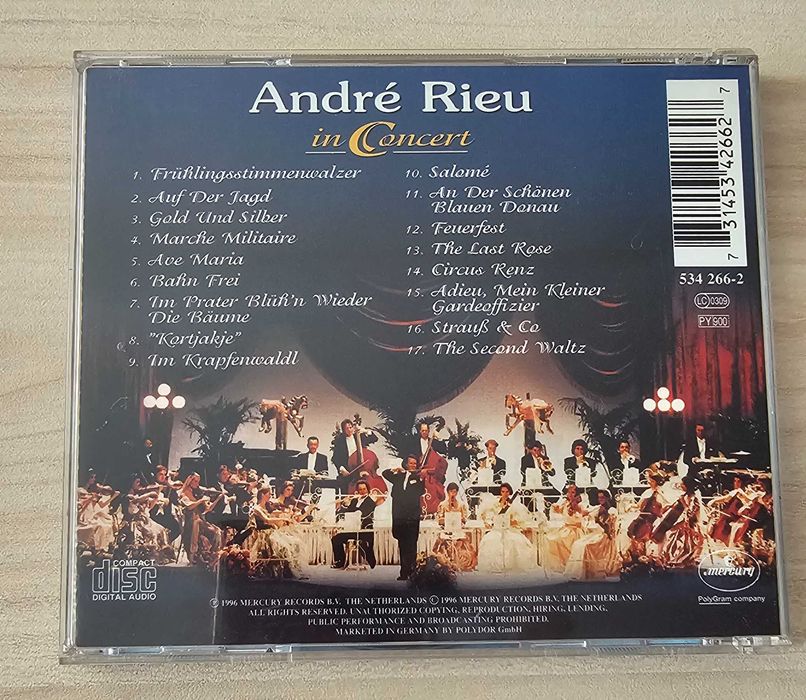 André Rieu
in Concert
1. Frühlingsstimmenwalzer
2. Auf Der Jagd
3. Gold Und Silber
4. Marche Militaire
5. Ave Maria
6. Bahn Frei
7. Im Prater Blüh'n Wieder
Die Bäume
8. "Kortjakje"
9. Im Krapfenwaldl
10. Salomé
11. An Der Schönen
Blauen Donau
12. Feuerfest
13. The Last Rose
14. Circus Renz
15. Adieu, Mein Kleiner
Gardeoffizier
16. Strauß & Co
17. The Second Waltz
7 31453 42662 7
534 266-2
LC 0309
PY 900
COMPACT
disc
DIGITAL AUDIO
mercury
PolyGram company
Ⓟ 1996 MERCURY RECORDS B.V. THE NETHERLANDS © 1996 MERCURY RECORDS B.V. THE NETHERLANDS
ALL RIGHTS RESERVED. UNAUTHORIZED COPYING, REPRODUCTION, HIRING, LENDING,
PUBLIC PERFORMANCE AND BROADCASTING PROHIBITED.
MARKETED IN GERMANY BY POLYDOR GmbH